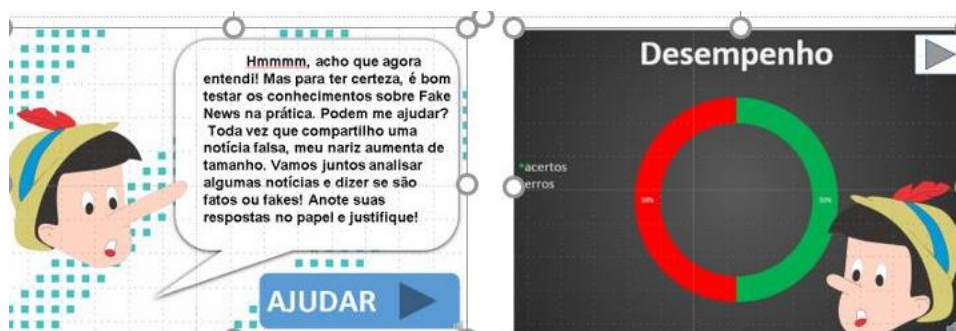 Hmmmm, acho que agora
entendi! Mas para ter certeza, é bom
testar os conhecimentos sobre Fake
News na prática. Podem me ajudar?
Toda vez que compartilho uma
notícia falsa, meu nariz aumenta de
tamanho. Vamos juntos analisar
algumas notícias e dizer se são
fatos ou fakes! Anote suas
respostas no papel e justifique!
AJUDAR
Desempenho
acertos
erros
50%
50%